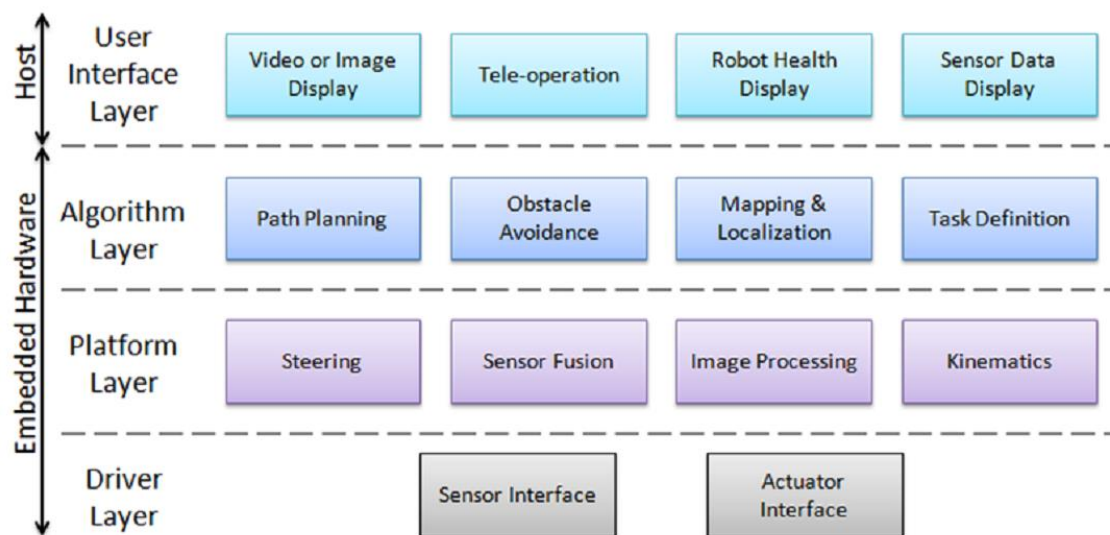 Host
User
Interface
Layer
Video or Image
Display
Tele-operation
Robot Health
Display
Sensor Data
Display
Embedded Hardware
Algorithm
Layer
Path Planning
Obstacle
Avoidance
Mapping &
Localization
Task Definition
Platform
Layer
Steering
Sensor Fusion
Image Processing
Kinematics
Driver
Layer
Sensor Interface
Actuator
Interface